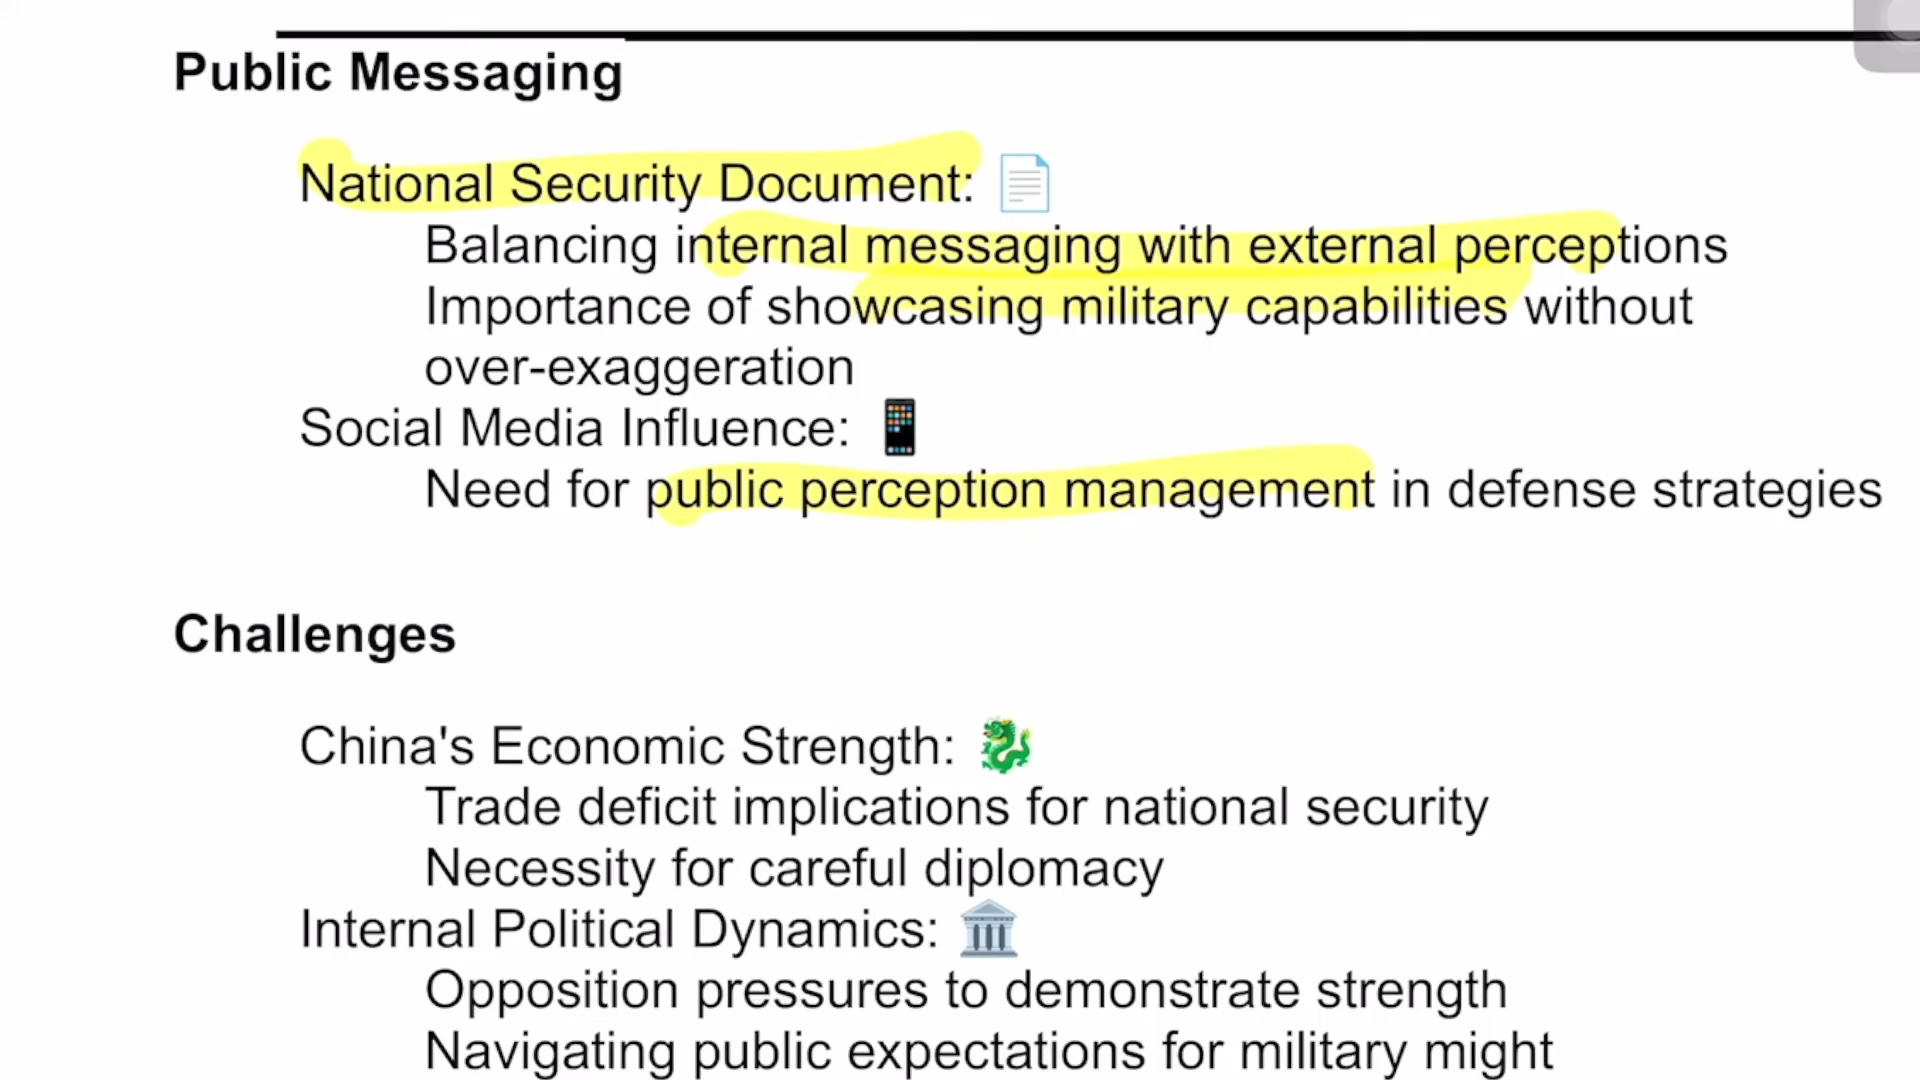 Public Messaging
National Security Document: 📄
Balancing internal messaging with external perceptions
Importance of showcasing military capabilities without
over-exaggeration
Social Media Influence: 📱
Need for public perception management in defense strategies
Challenges
China's Economic Strength: 🐉
Trade deficit implications for national security
Necessity for careful diplomacy
Internal Political Dynamics: 🏛️
Opposition pressures to demonstrate strength
Navigating public expectations for military might